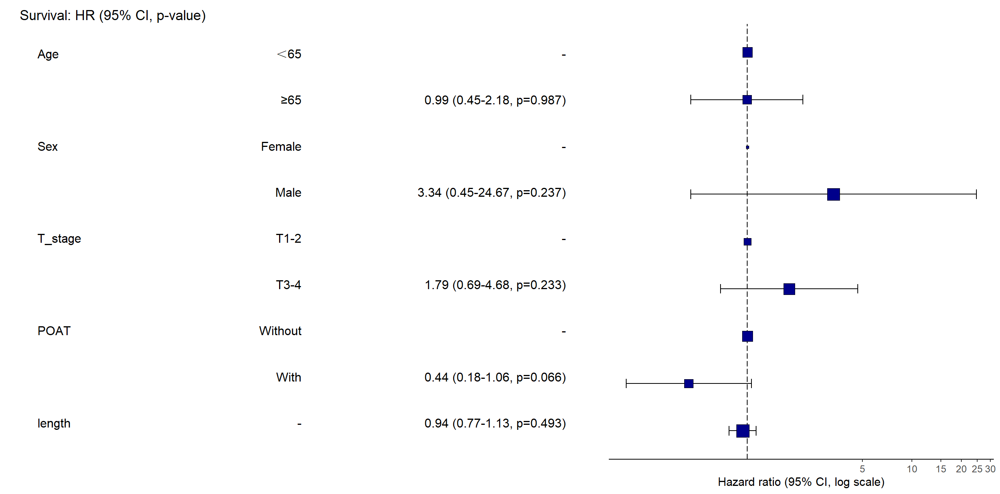 Survival: HR (95% CI, p-value)
Age <65 -
≥65 0.99 (0.45-2.18, p=0.987)
Sex Female -
Male 3.34 (0.45-24.67, p=0.237)
T_stage T1-2 -
T3-4 1.79 (0.69-4.68, p=0.233)
POAT Without -
With 0.44 (0.18-1.06, p=0.066)
length - 0.94 (0.77-1.13, p=0.493)
5 10 15 20 25 30
Hazard ratio (95% CI, log scale)